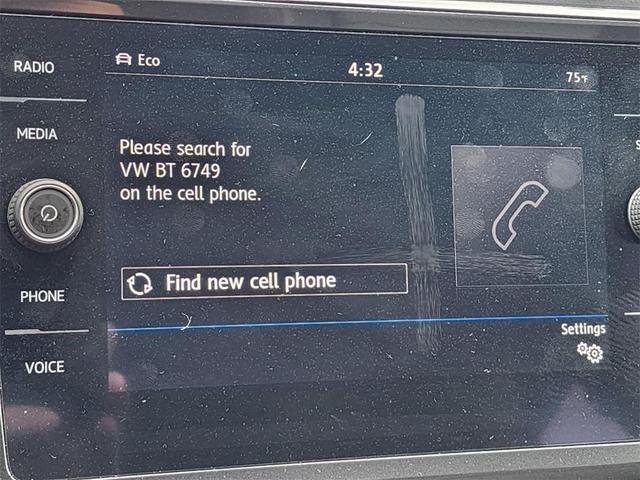 RADIO
MEDIA
PHONE
VOICE
Eco
4:32
75°F
Please search for
VW BT 6749
on the cell phone.
Find new cell phone
Settings